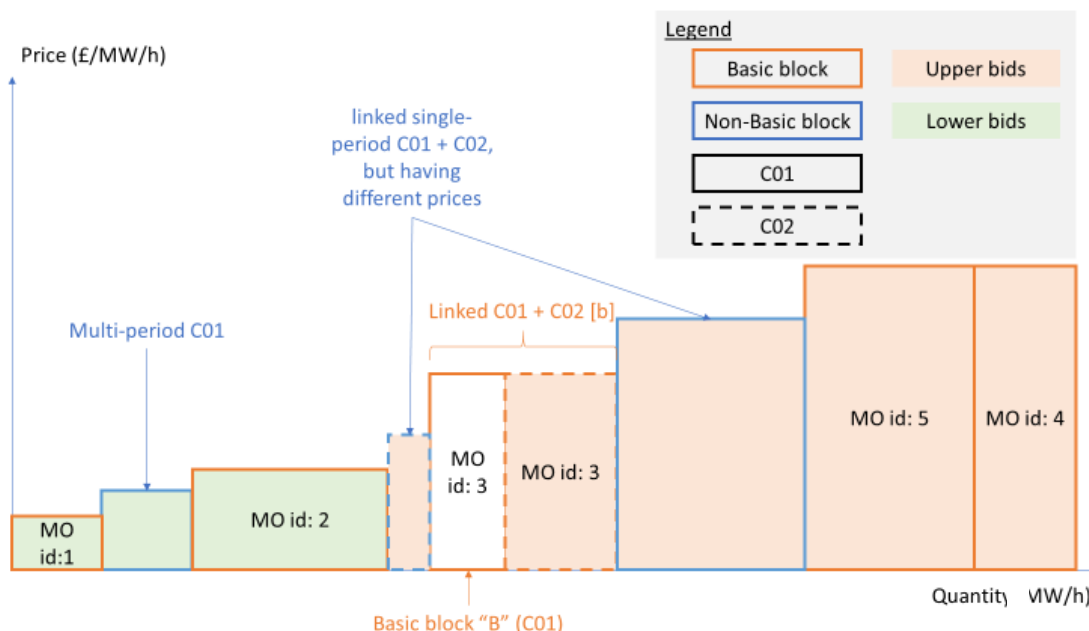 Legend
Price (£/MW/h)
Basic block
Upper bids
linked single-
period C01 + C02,
but having
different prices
Non-Basic block
Lower bids
C01
C02
Multi-period C01
Linked C01 + C02 [b]
MO
id:1
MO id: 2
MO
id: 3
MO id: 3
MO id: 5
MO id: 4
Quantity MW/h)
Basic block “B” (C01)